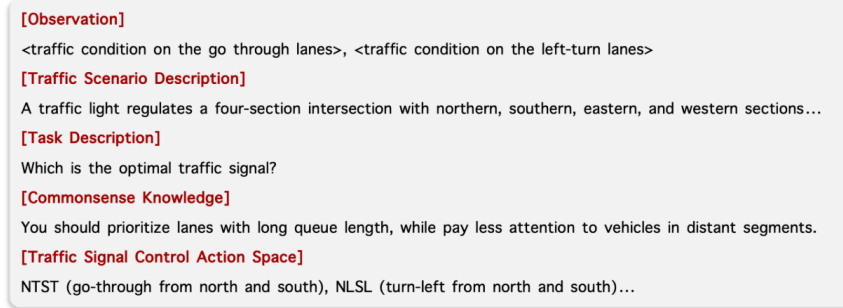 [Observation]
<traffic condition on the go through lanes>, <traffic condition on the left-turn lanes>
[Traffic Scenario Description]
A traffic light regulates a four-section intersection with northern, southern, eastern, and western sections...
[Task Description]
Which is the optimal traffic signal?
[Commonsense Knowledge]
You should prioritize lanes with long queue length, while pay less attention to vehicles in distant segments.
[Traffic Signal Control Action Space]
NTST (go-through from north and south), NLSL (turn-left from north and south)...